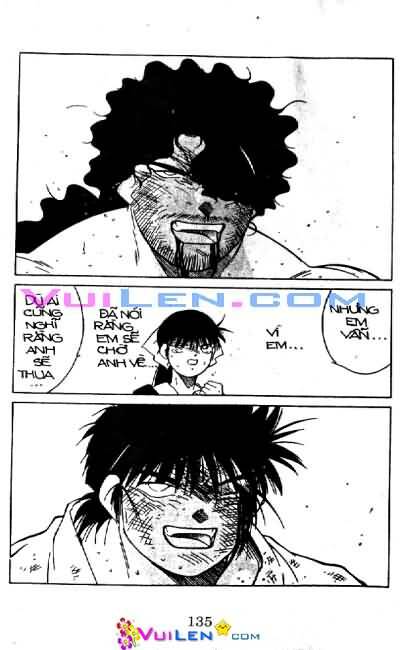 NHƯNG
EM
VẪN...
VÌ
EM...
ĐÃ NÓI
RẰNG
EM SẼ
CHỜ
ANH VỀ...
DÙ AI
CŨNG
NGHĨ
RẰNG
ANH
SẼ
THUA
...
VUILEN.COM
135
VUILEN.COM